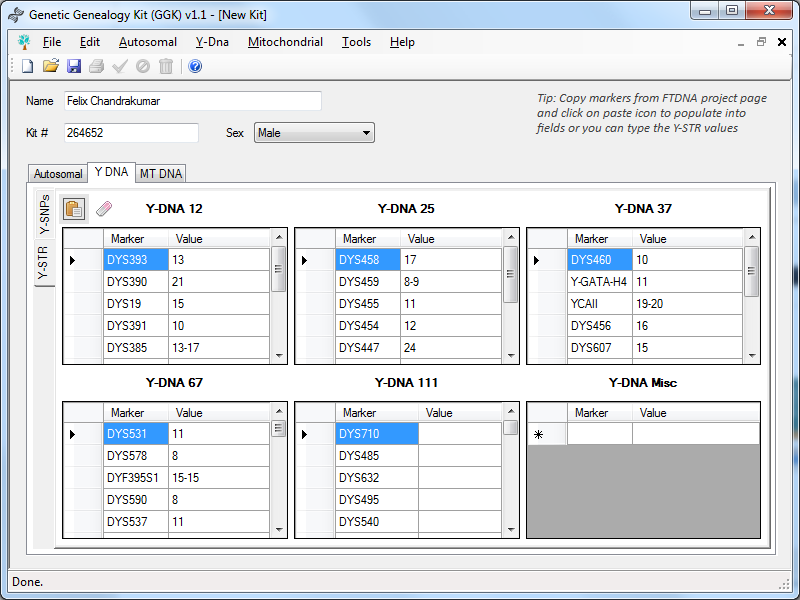 Genetic Genealogy Kit (GGK) v1.1 - [New Kit]
File Edit Autosomal Y-Dna Mitochondrial Tools Help
Name Felix Chandrakumar
Kit # 264652 Sex Male
Tip: Copy markers from FTDNA project page
and click on paste icon to populate into
fields or you can type the Y-STR values
Autosomal Y DNA MT DNA
Y-SNPs
Y-STR
Y-DNA 12
Marker Value
DYS393 13
DYS390 21
DYS19 15
DYS391 10
DYS385 13-17
Y-DNA 25
Marker Value
DYS458 17
DYS459 8-9
DYS455 11
DYS454 12
DYS447 24
Y-DNA 37
Marker Value
DYS460 10
Y-GATA-H4 11
YCAII 19-20
DYS456 16
DYS607 15
Y-DNA 67
Marker Value
DYS531 11
DYS578 8
DYF395S1 15-15
DYS590 8
DYS537 11
Y-DNA 111
Marker Value
DYS710
DYS485
DYS632
DYS495
DYS540
Y-DNA Misc
Marker Value
Done.